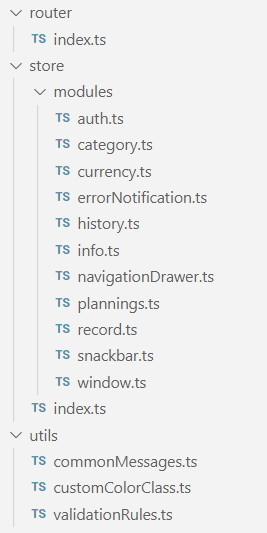 router
TS index.ts
store
modules
TS auth.ts
TS category.ts
TS currency.ts
TS errorNotification.ts
TS history.ts
TS info.ts
TS navigationDrawer.ts
TS plannings.ts
TS record.ts
TS snackbar.ts
TS window.ts
TS index.ts
utils
TS commonMessages.ts
TS customColorClass.ts
TS validationRules.ts